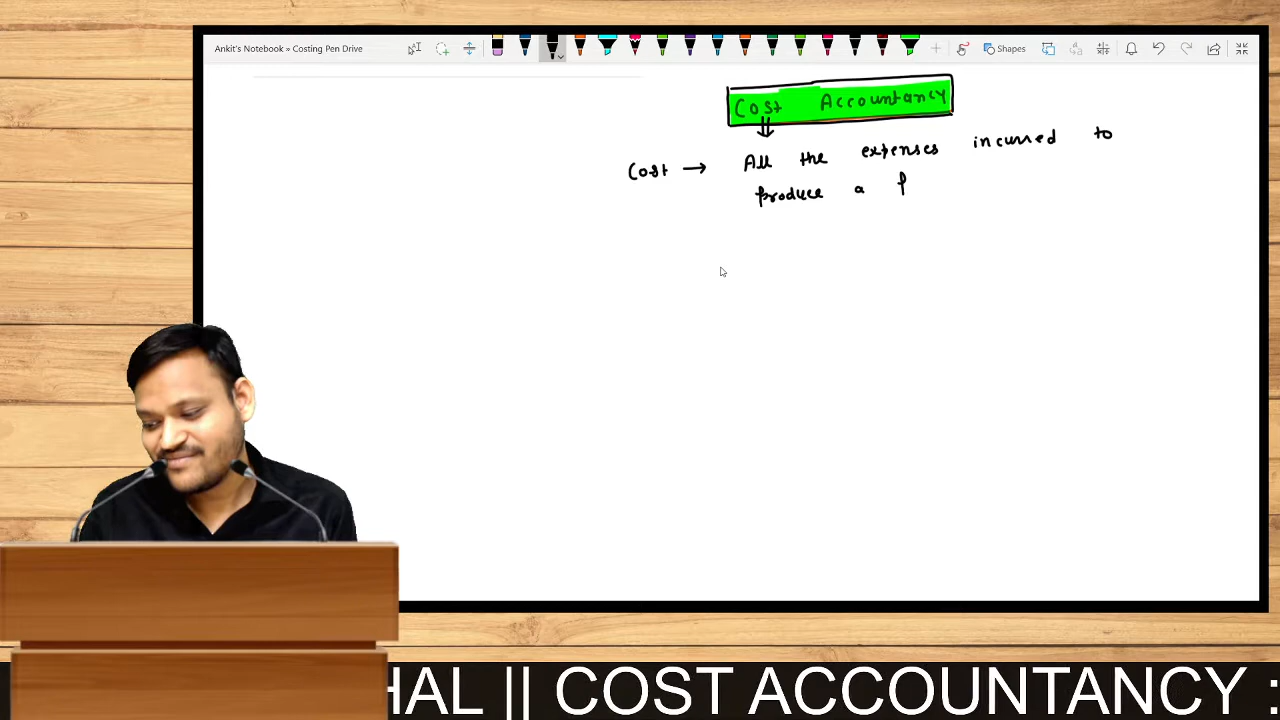 Ankit's Notebook » Costing Pen Drive
Shapes
Cost Accountancy
Cost → All the expenses incurred to
produce a p
HAL || COST ACCOUNTANCY :